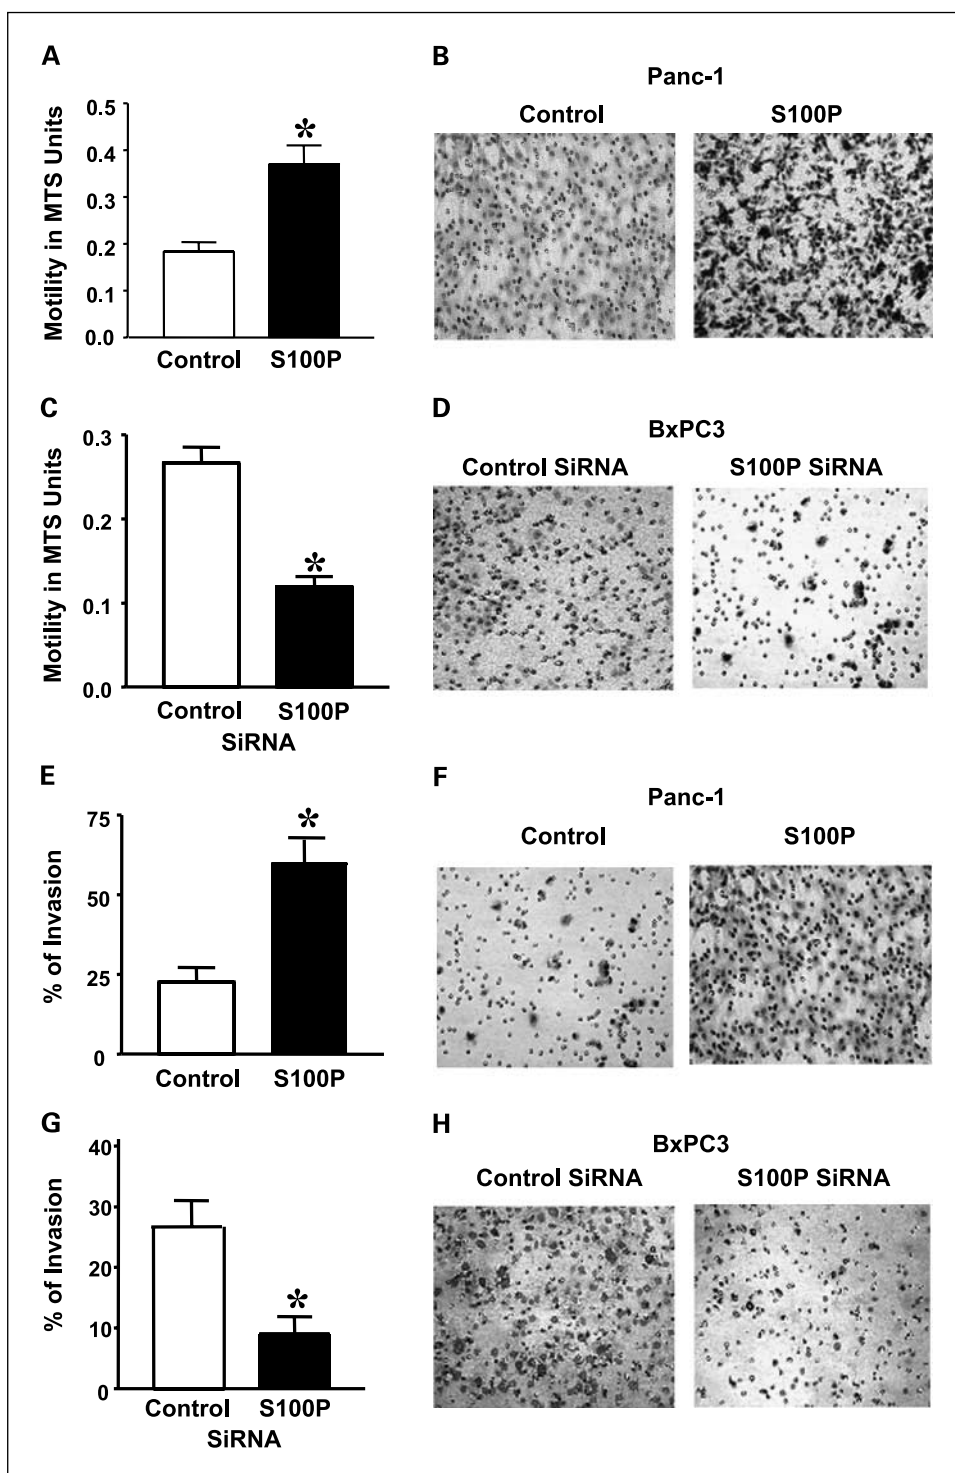 A
Motility in MTS Units
0.5
0.4
0.3
0.2
0.1
0.0
*
Control S100P
B
Panc-1
Control S100P
C
Motility in MTS Units
0.3
0.2
0.1
0.0
*
Control S100P
SiRNA
D
BxPC3
Control SiRNA S100P SiRNA
E
% of Invasion
75
50
25
0
*
Control S100P
F
Panc-1
Control S100P
G
% of Invasion
40
30
20
10
0
*
Control S100P
SiRNA
H
BxPC3
Control SiRNA S100P SiRNA